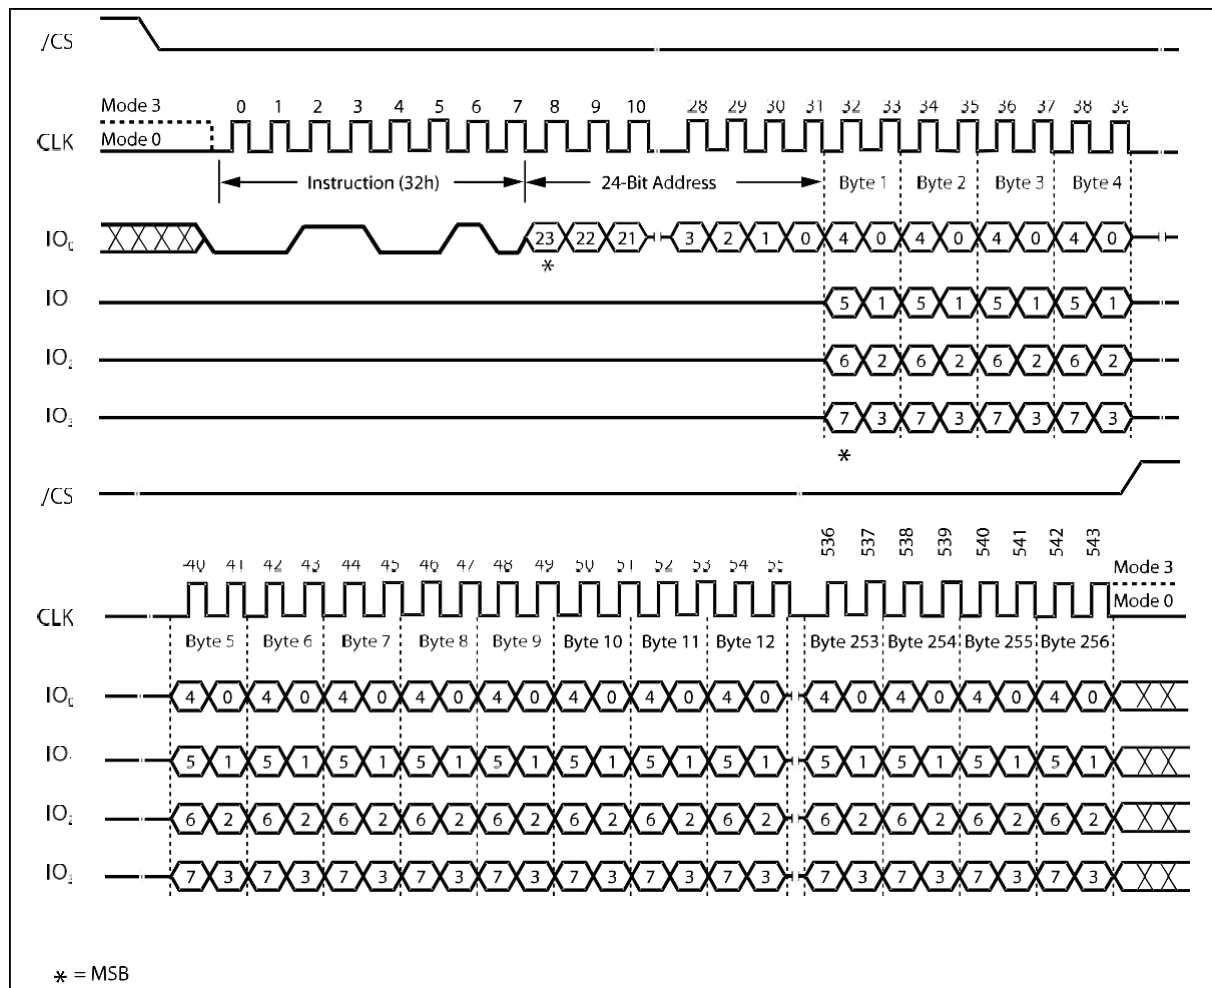 /CS
Mode 3
0 1 2 3 4 5 6 7 8 9 10 28 29 30 31 32 33 34 35 36 37 38 39
CLK
Mode 0
Instruction (32h) 24-Bit Address Byte 1 Byte 2 Byte 3 Byte 4
IO0 23 22 21 3 2 1 0 4 0 4 0 4 0 4 0
*
IO 5 1 5 1 5 1 5 1
IO2 6 2 6 2 6 2 6 2
IO3 7 3 7 3 7 3 7 3
*
/CS
536 537 538 539 540 541 542 543
40 41 42 43 44 45 46 47 48 49 50 51 52 53 54 55 Mode 3
CLK Mode 0
Byte 5 Byte 6 Byte 7 Byte 8 Byte 9 Byte 10 Byte 11 Byte 12 Byte 253 Byte 254 Byte 255 Byte 256
IO0 4 0 4 0 4 0 4 0 4 0 4 0 4 0 4 0 4 0 4 0 4 0 4 0
IO 5 1 5 1 5 1 5 1 5 1 5 1 5 1 5 1 5 1 5 1 5 1 5 1
IO2 6 2 6 2 6 2 6 2 6 2 6 2 6 2 6 2 6 2 6 2 6 2 6 2
IO3 7 3 7 3 7 3 7 3 7 3 7 3 7 3 7 3 7 3 7 3 7 3 7 3
* = MSB